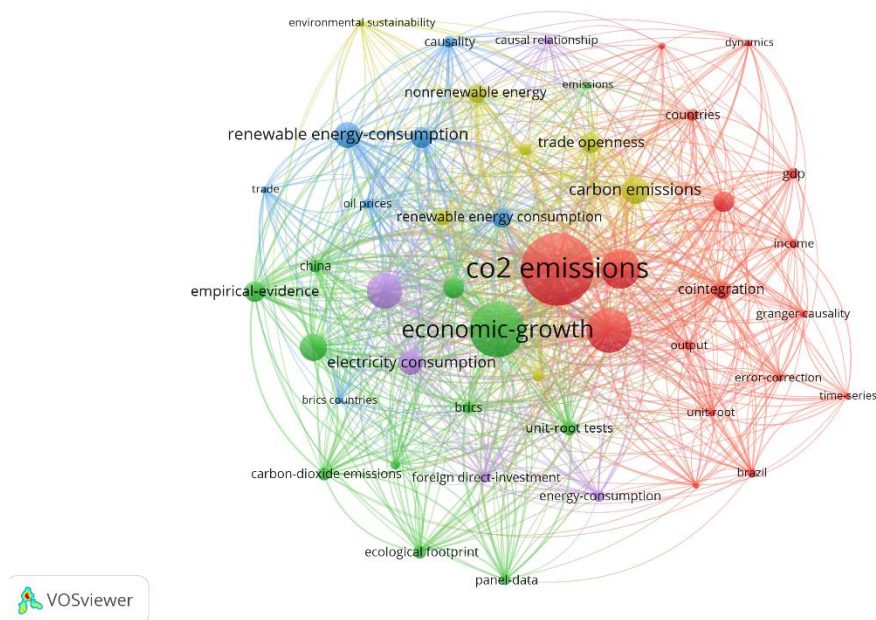 environmental sustainability
causality
causal relationship
dynamics
nonrenewable energy
emissions
countries
renewable energy-consumption
trade openness
gdp
trade
oil prices
carbon emissions
renewable energy consumption
income
china
co2 emissions
empirical-evidence
cointegration
granger causality
economic-growth
output
electricity consumption
error-correction
time-series
brics countries
brics
unit-root
unit-root tests
carbon-dioxide emissions
foreign direct-investment
brazil
energy-consumption
ecological footprint
panel-data
VOSviewer